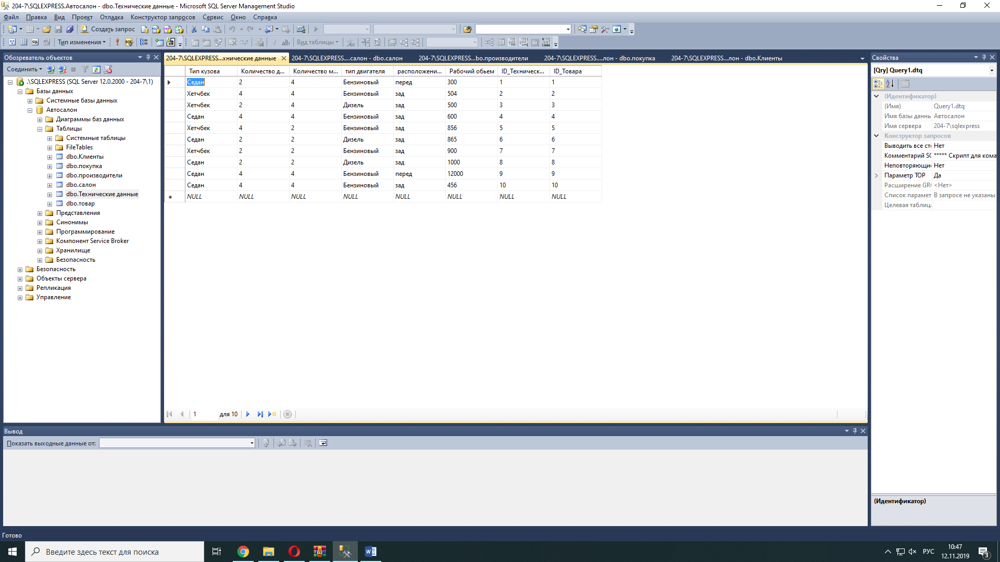 204-7\SQLEXPRESS.Автосалон - dbo.Технические данные - Microsoft SQL Server Management Studio
Файл Правка Вид Проект Отладка Конструктор запросов Сервис Окно Справка
Создать запрос
Тип изменения Вид таблицы
Обозреватель объектов
Соединить
.\SQLEXPRESS (SQL Server 12.0.2000 - 204-7\1)
Базы данных
Системные базы данных
Автосалон
Диаграммы баз данных
Таблицы
Системные таблицы
FileTables
dbo.Клиенты
dbo.покупка
dbo.производители
dbo.салон
dbo.Технические данные
dbo.товар
Представления
Синонимы
Программирование
Компонент Service Broker
Хранилище
Безопасность
Безопасность
Объекты сервера
Репликация
Управление
204-7\SQLEXPRESS...хнические данные 204-7\SQLEXPRESS....салон - dbo.салон 204-7\SQLEXPRESS...bo.производители 204-7\SQLEXPRESS....лон - dbo.покупка 204-7\SQLEXPRESS...лон - dbo.Клиенты
Тип кузова Количество д... Количество м... тип двигателя расположени... Рабочий обьем ID_Техническ... ID_Товара
Седан 2 4 Бензиновый перед 300 1 1
Хетчбек 4 4 Бензиновый зад 504 2 2
Хетчбек 2 4 Дизель зад 500 3 3
Седан 4 4 Бензиновый зад 600 4 4
Хетчбек 4 2 Бензиновый зад 856 5 5
Седан 2 2 Дизель зад 865 6 6
Хетчбек 2 2 Бензиновый зад 900 7 7
Седан 2 2 Дизель зад 1000 8 8
Седан 4 4 Бензиновый перед 12000 9 9
Седан 4 4 Бензиновый зад 456 10 10
NULL NULL NULL NULL NULL NULL NULL NULL
1 для 10
Свойства
[Qry] Query1.dtq
(Идентификатор)
(Имя) Query1.dtq
Имя базы данн Автосалон
Имя сервера 204-7\sqlexpress
Конструктор запросов
Выводить все сто Нет
Комментарий SQ ***** Скрипт для кома
Неповторяющие Нет
Параметр TOP Да
Расширение GRO <Нет>
Список парамет В запросе не указаны
Целевая таблица
(Идентификатор)
Вывод
Показать выходные данные от:
Готово
Введите здесь текст для поиска
РУС
10:47
12.11.2019
3